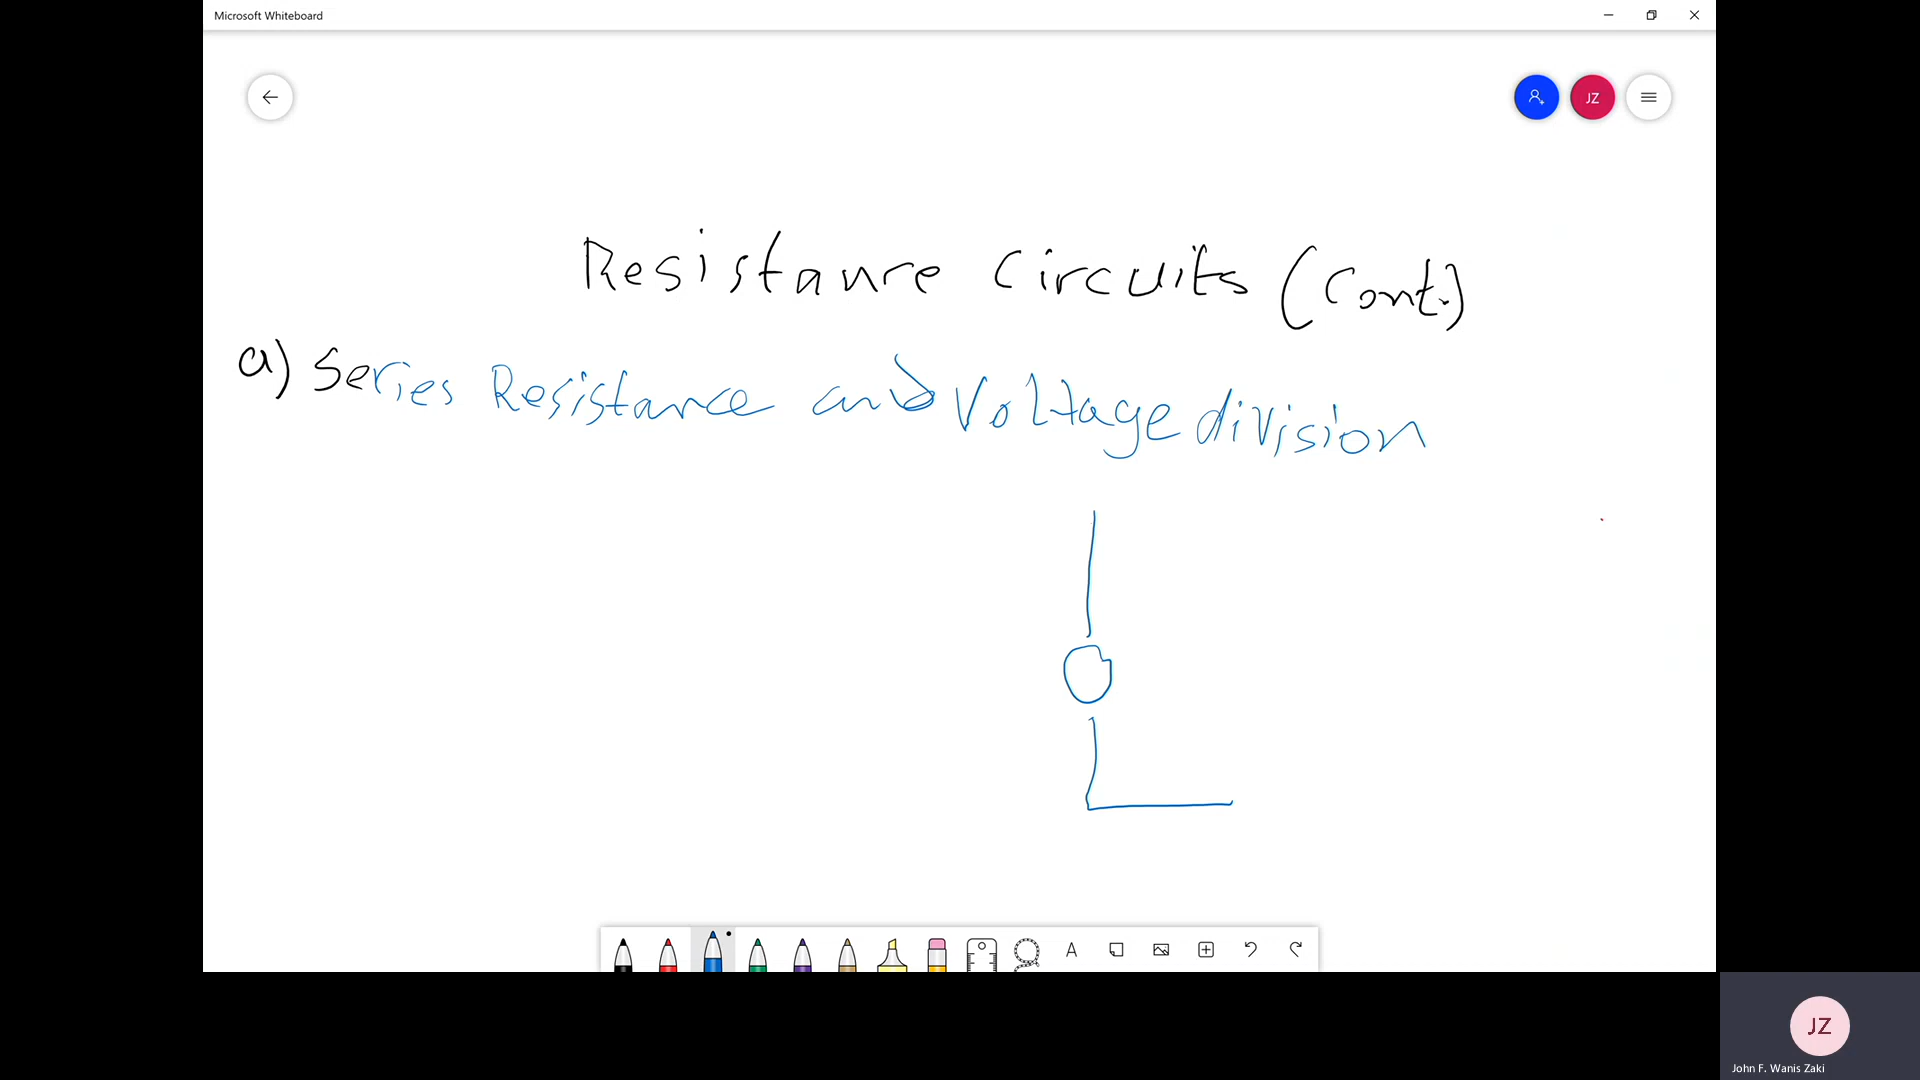 Microsoft Whiteboard
JZ
Resistance Circuits (Cont.)
a) Series Resistance and Voltage division
A
JZ
John F. Wanis Zaki